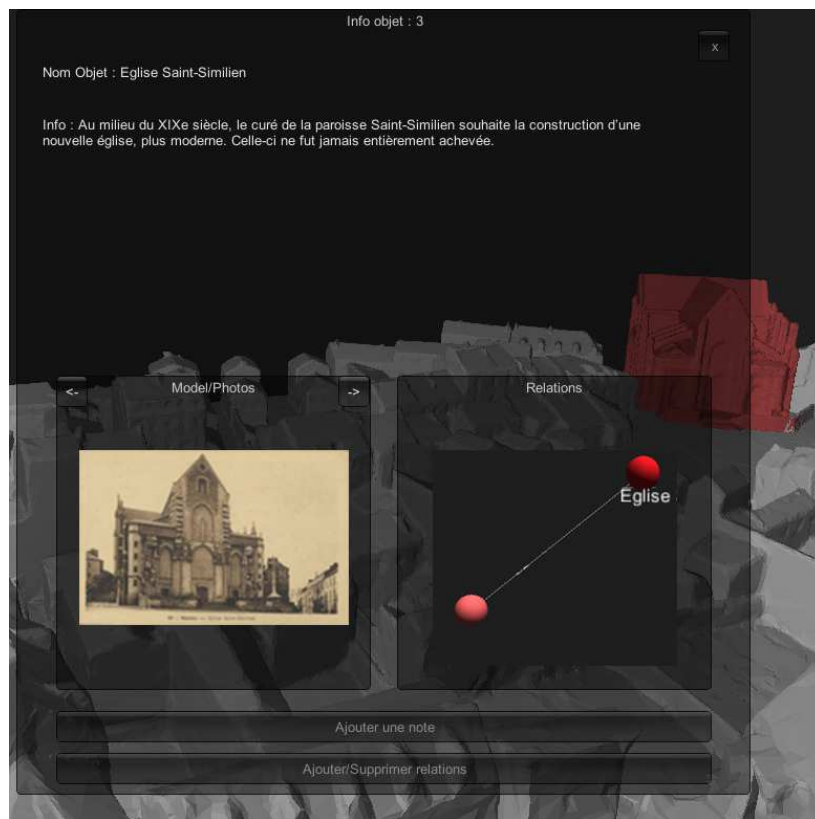 Info objet : 3
x
Nom Objet : Eglise Saint-Similien
Info : Au milieu du XIXe siècle, le curé de la paroisse Saint-Similien souhaite la construction d'une
nouvelle église, plus moderne. Celle-ci ne fut jamais entièrement achevée.
<- Model/Photos ->
Relations
Eglise
Ajouter une note
Ajouter/Supprimer relations